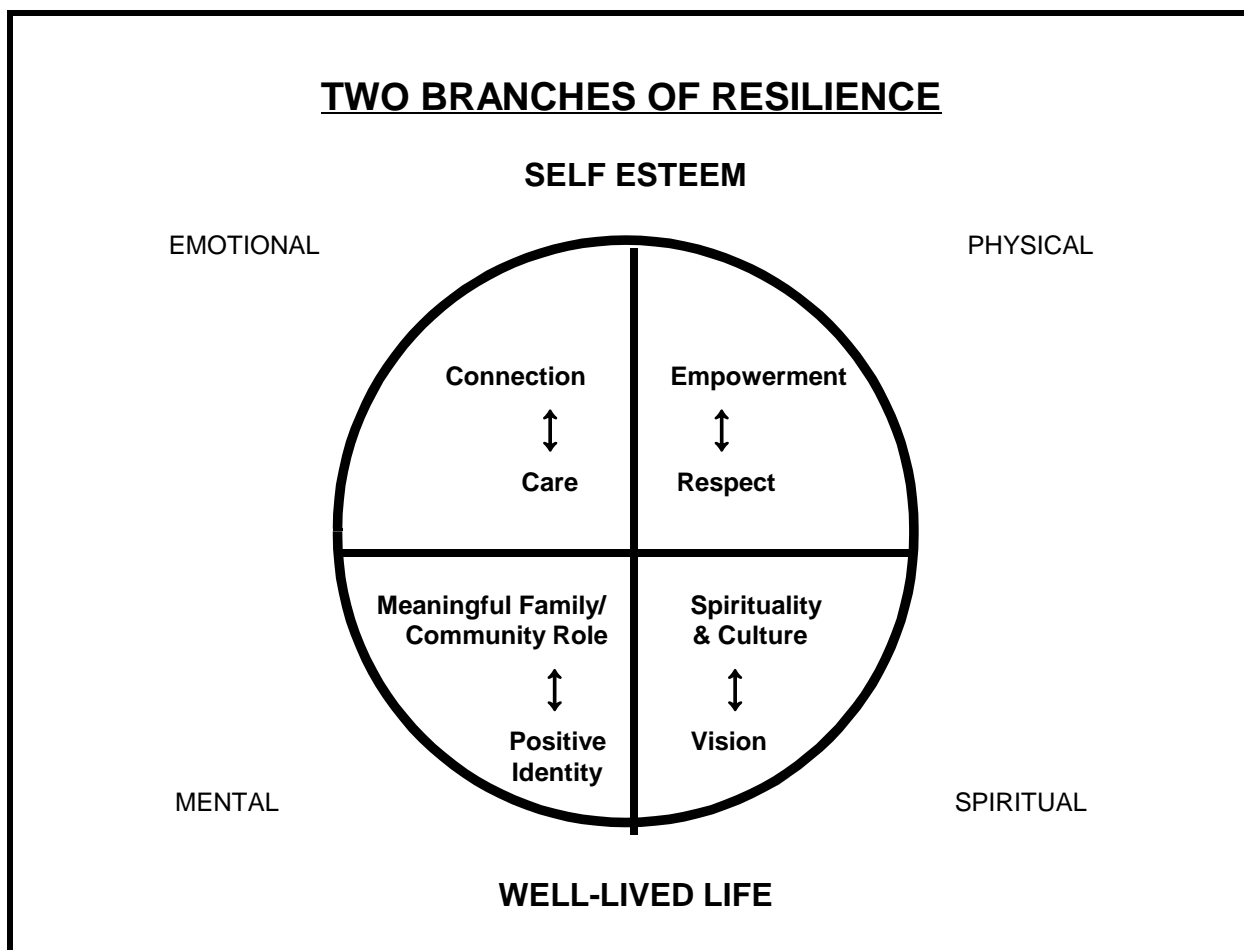 TWO BRANCHES OF RESILIENCE
SELF ESTEEM
EMOTIONAL
PHYSICAL
Connection
Care
Empowerment
Respect
Meaningful Family/
Community Role
Positive
Identity
Spirituality
& Culture
Vision
MENTAL
SPIRITUAL
WELL-LIVED LIFE